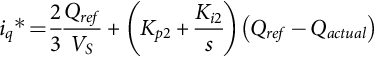 i_q* = \frac{2}{3} \frac{Q_{ref}}{V_S} + \left( K_{p2} + \frac{K_{i2}}{s} \right) \left( Q_{ref} - Q_{actual} \right)